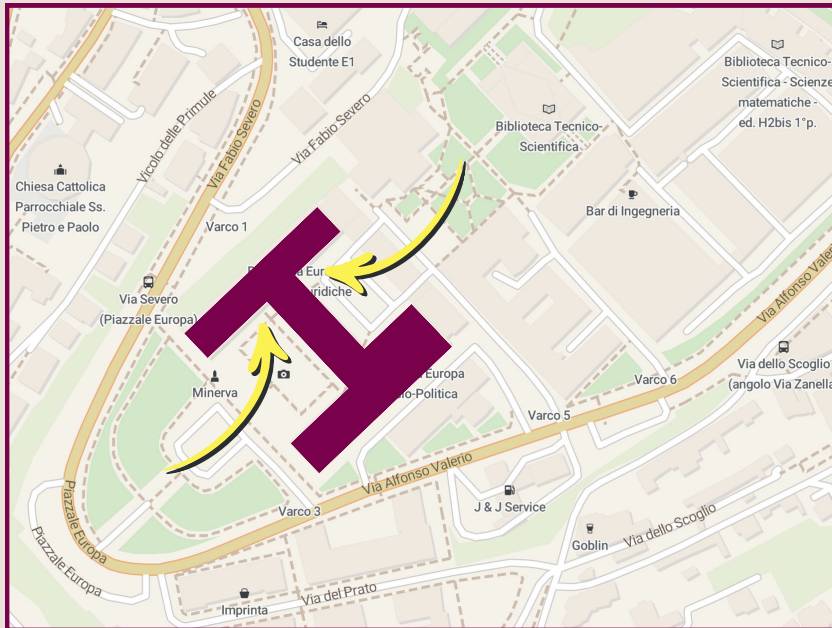 Casa dello
Studente E1
Biblioteca Tecnico-
Scientifica - Scienze
matematiche -
ed. H2bis 1°p.
Vicolo delle Primule
Via Fabio Severo
Via Fabio Severo
Biblioteca Tecnico-
Scientifica
Chiesa Cattolica
Parrocchiale Ss.
Pietro e Paolo
Bar di Ingegneria
Varco 1
Via Alfonso Valerio
Via Severo
(Piazzale Europa)
Minerva
Europa
-Politica
Via dello Scoglio
(angolo Via Zanella
Varco 6
Varco 5
Via Alfonso Valerio
Piazzale Europa
Varco 3
J & J Service
Via dello Scoglio
Goblin
Piazzale Europa
Via del Prato
Imprinta